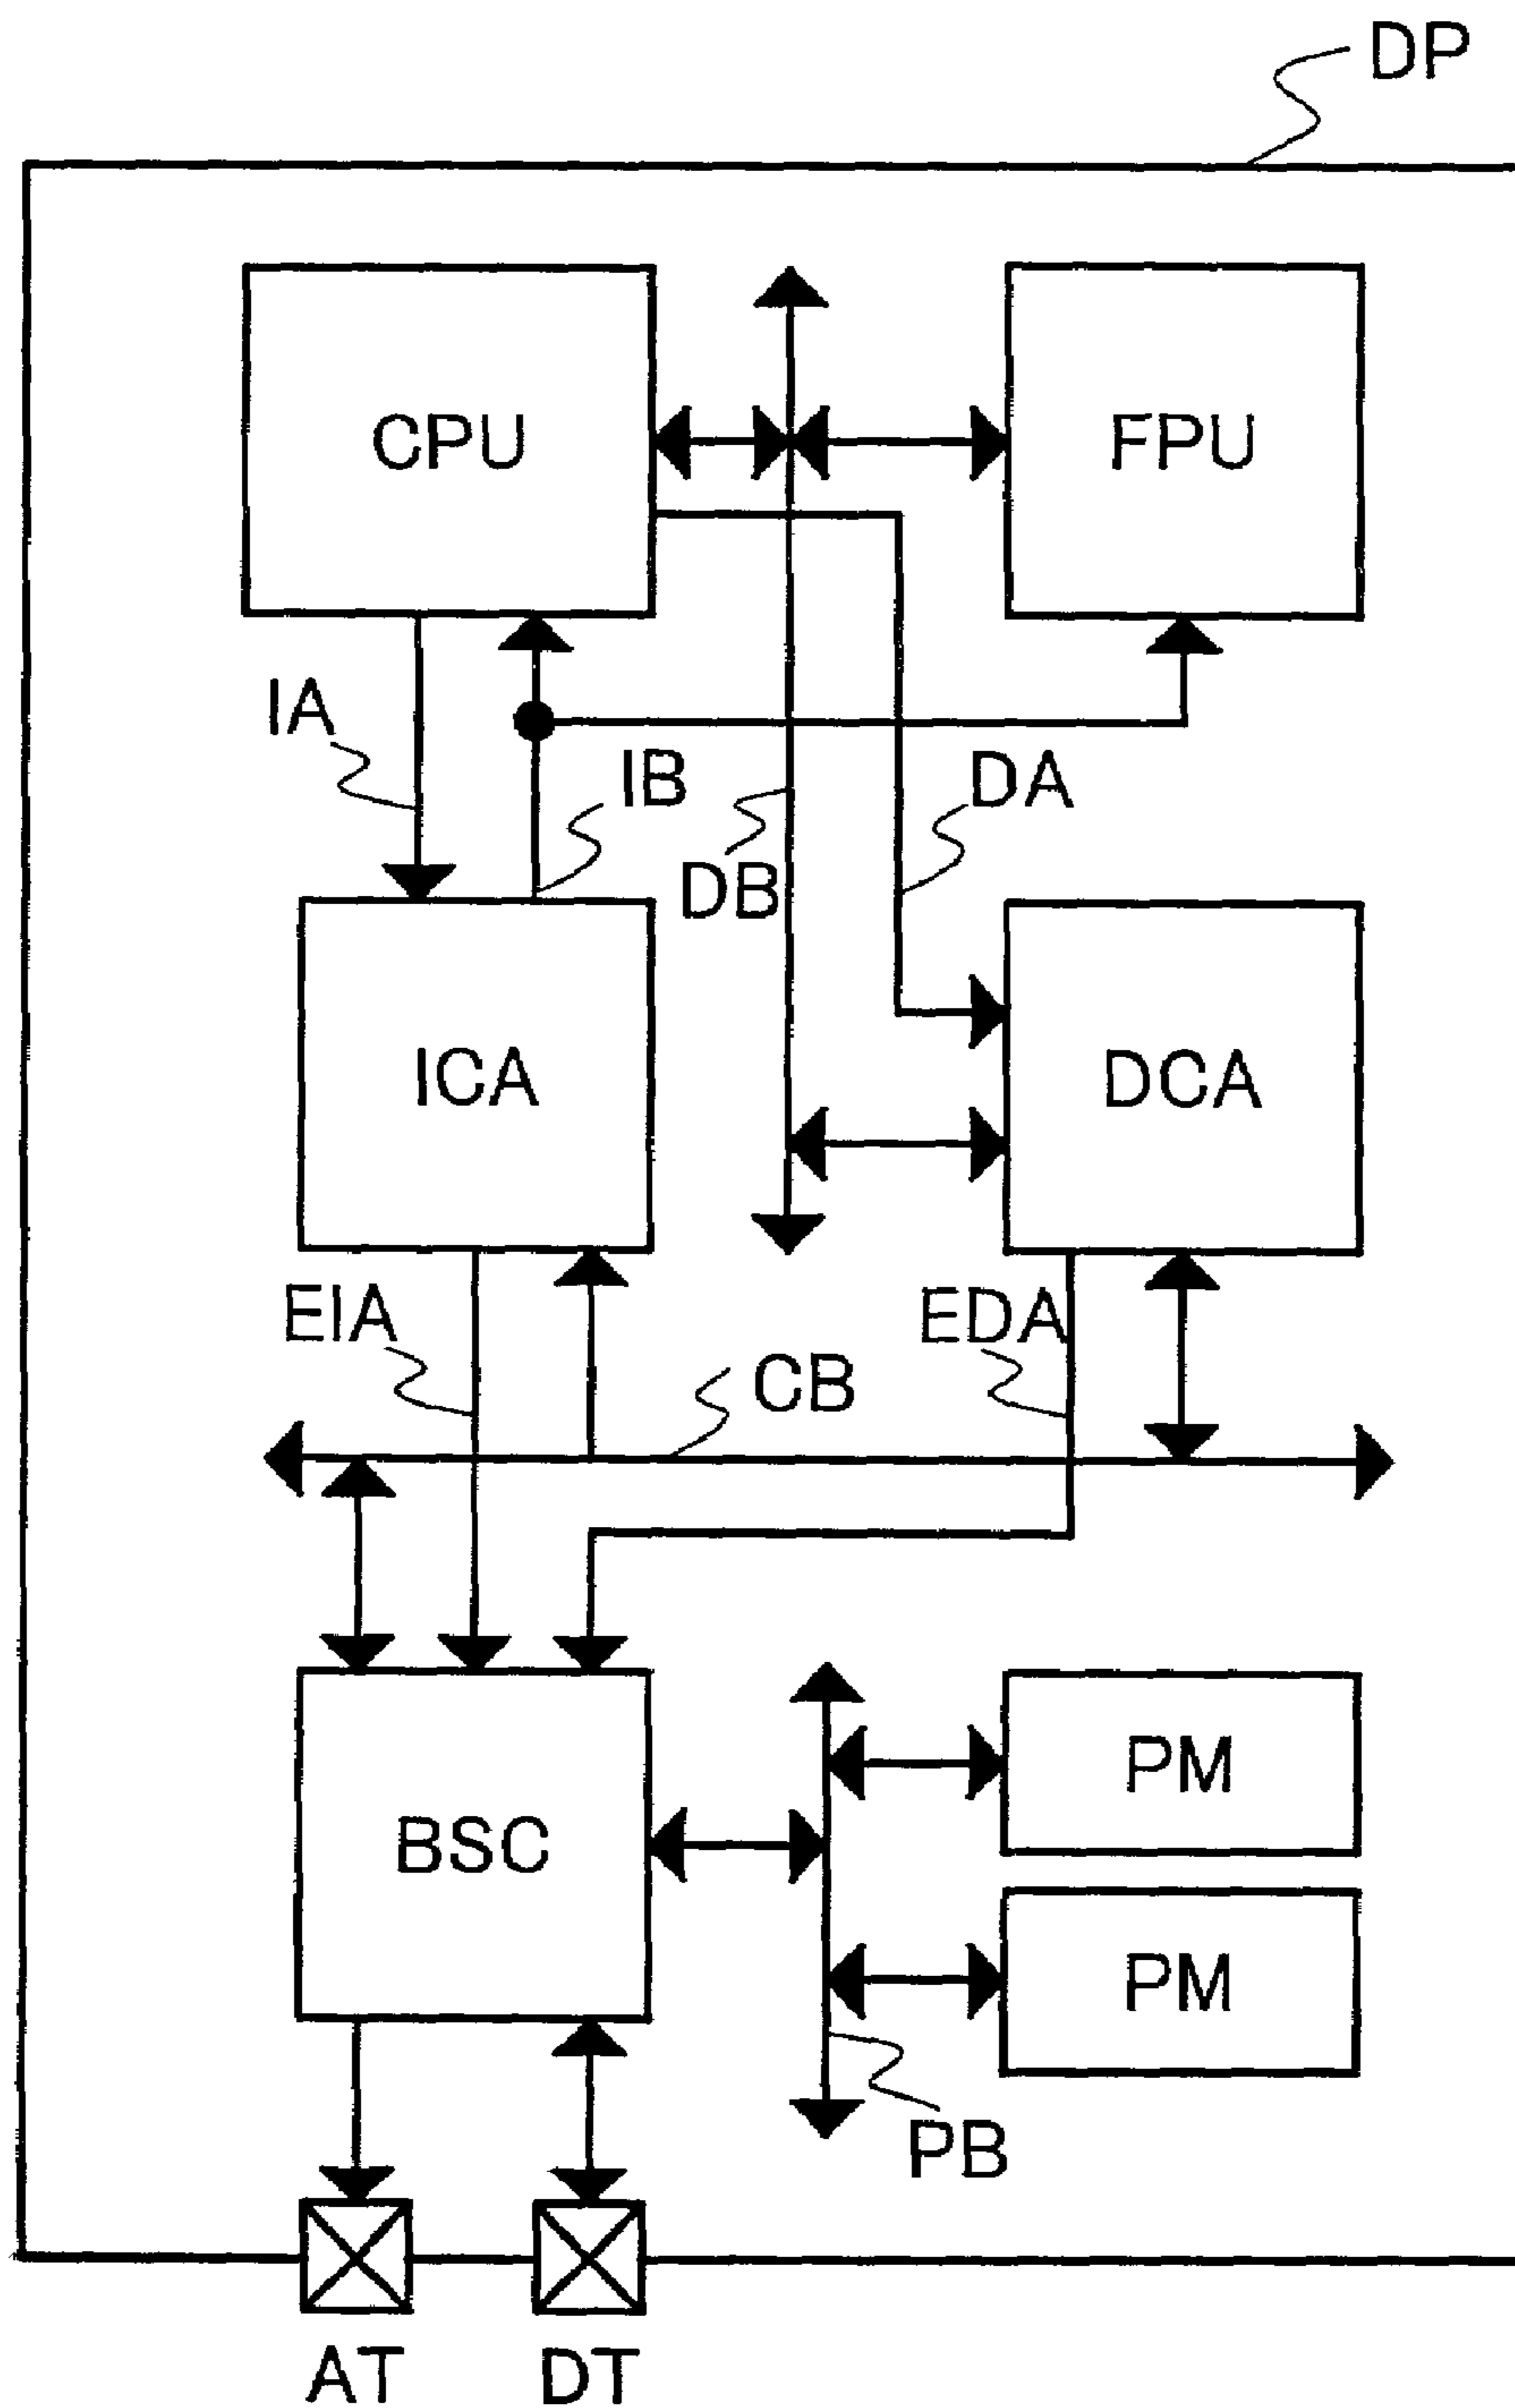 DP
CPU
FPU
IA
IB
DA
DB
ICA
DCA
EIA
EDA
CB
BSC
PM
PM
PB
AT
DT